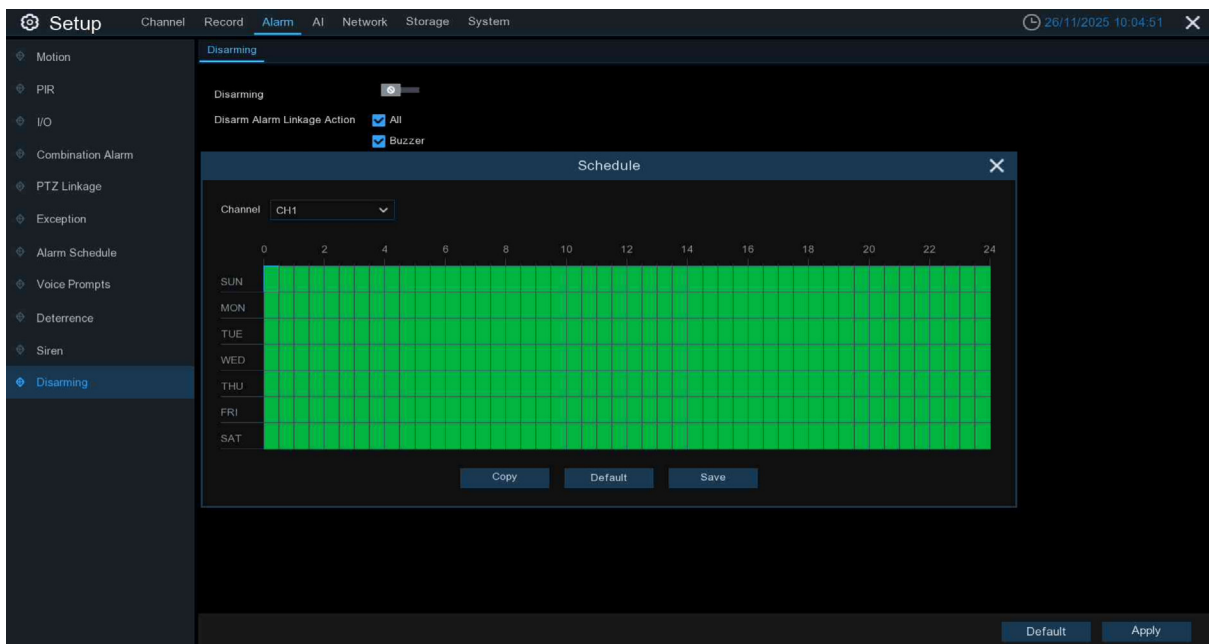 Setup Channel Record Alarm AI Network Storage System 26/11/2025 10:04:51
Motion
PIR
I/O
Combination Alarm
PTZ Linkage
Exception
Alarm Schedule
Voice Prompts
Deterrence
Siren
Disarming
Disarming
Disarming
Disarm Alarm Linkage Action All
Buzzer
Schedule
Channel CH1
0 2 4 6 8 10 12 14 16 18 20 22 24
SUN
MON
TUE
WED
THU
FRI
SAT
Copy Default Save
Default Apply